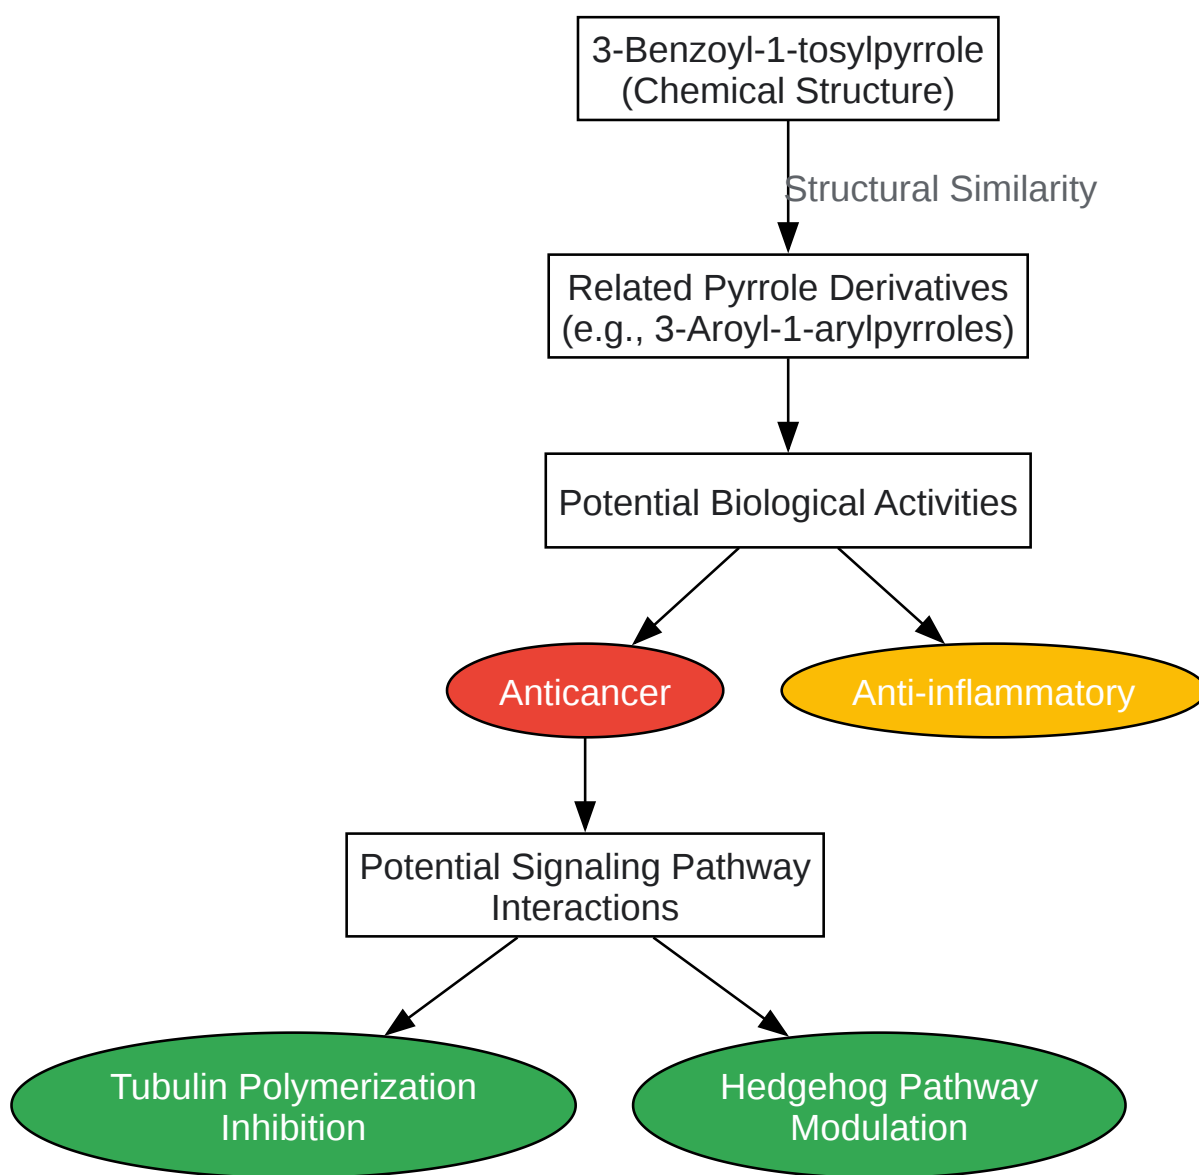 3-Benzoyl-1-tosylpyrrole
(Chemical Structure)
Structural Similarity
Related Pyrrole Derivatives
(e.g., 3-Aroyl-1-arylpyrroles)
Potential Biological Activities
Anticancer
Anti-inflammatory
Potential Signaling Pathway
Interactions
Tubulin Polymerization
Inhibition
Hedgehog Pathway
Modulation